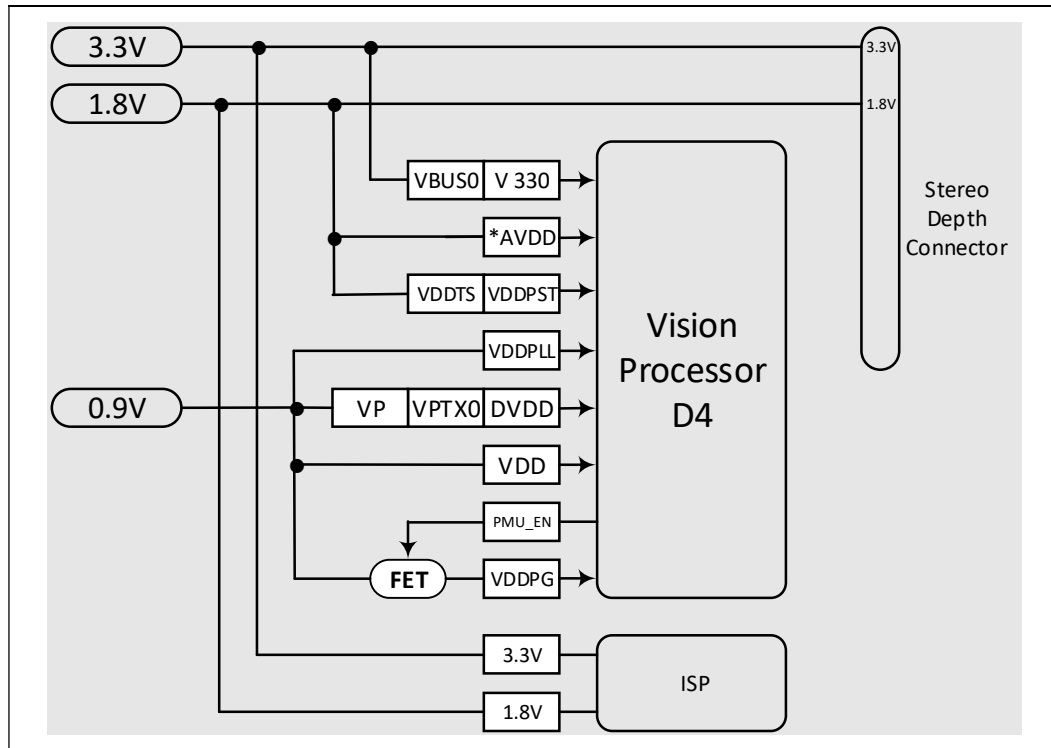 3.3V
3.3V
1.8V
1.8V
VBUS0 V 330
*AVDD
VDDTS VDDPST
VDDPLL
0.9V
VP VPTX0 DVDD
VDD
PMU_EN
FET
VDDPG
Vision
Processor
D4
Stereo
Depth
Connector
3.3V
1.8V
ISP